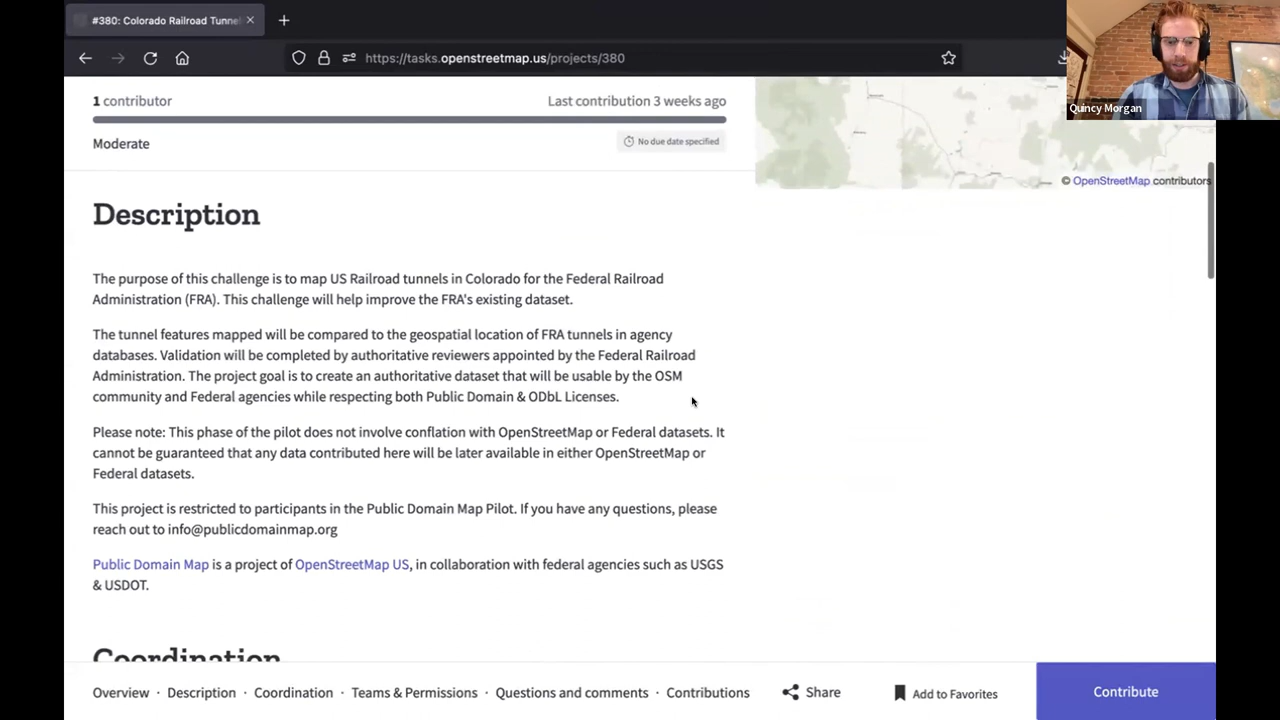 #380: Colorado Railroad Tunne
https://tasks.openstreetmap.us/projects/380
Quincy Morgan
1 contributor
Last contribution 3 weeks ago
Moderate
No due date specified
© OpenStreetMap contributors
Description
The purpose of this challenge is to map US Railroad tunnels in Colorado for the Federal Railroad
Administration (FRA). This challenge will help improve the FRA's existing dataset.
The tunnel features mapped will be compared to the geospatial location of FRA tunnels in agency
databases. Validation will be completed by authoritative reviewers appointed by the Federal Railroad
Administration. The project goal is to create an authoritative dataset that will be usable by the OSM
community and Federal agencies while respecting both Public Domain & ODbL Licenses.
Please note: This phase of the pilot does not involve conflation with OpenStreetMap or Federal datasets. It
cannot be guaranteed that any data contributed here will be later available in either OpenStreetMap or
Federal datasets.
This project is restricted to participants in the Public Domain Map Pilot. If you have any questions, please
reach out to info@publicdomainmap.org
Public Domain Map is a project of OpenStreetMap US, in collaboration with federal agencies such as USGS
& USDOT.
Coordination
Overview · Description · Coordination · Teams & Permissions · Questions and comments · Contributions
Share
Add to Favorites
Contribute